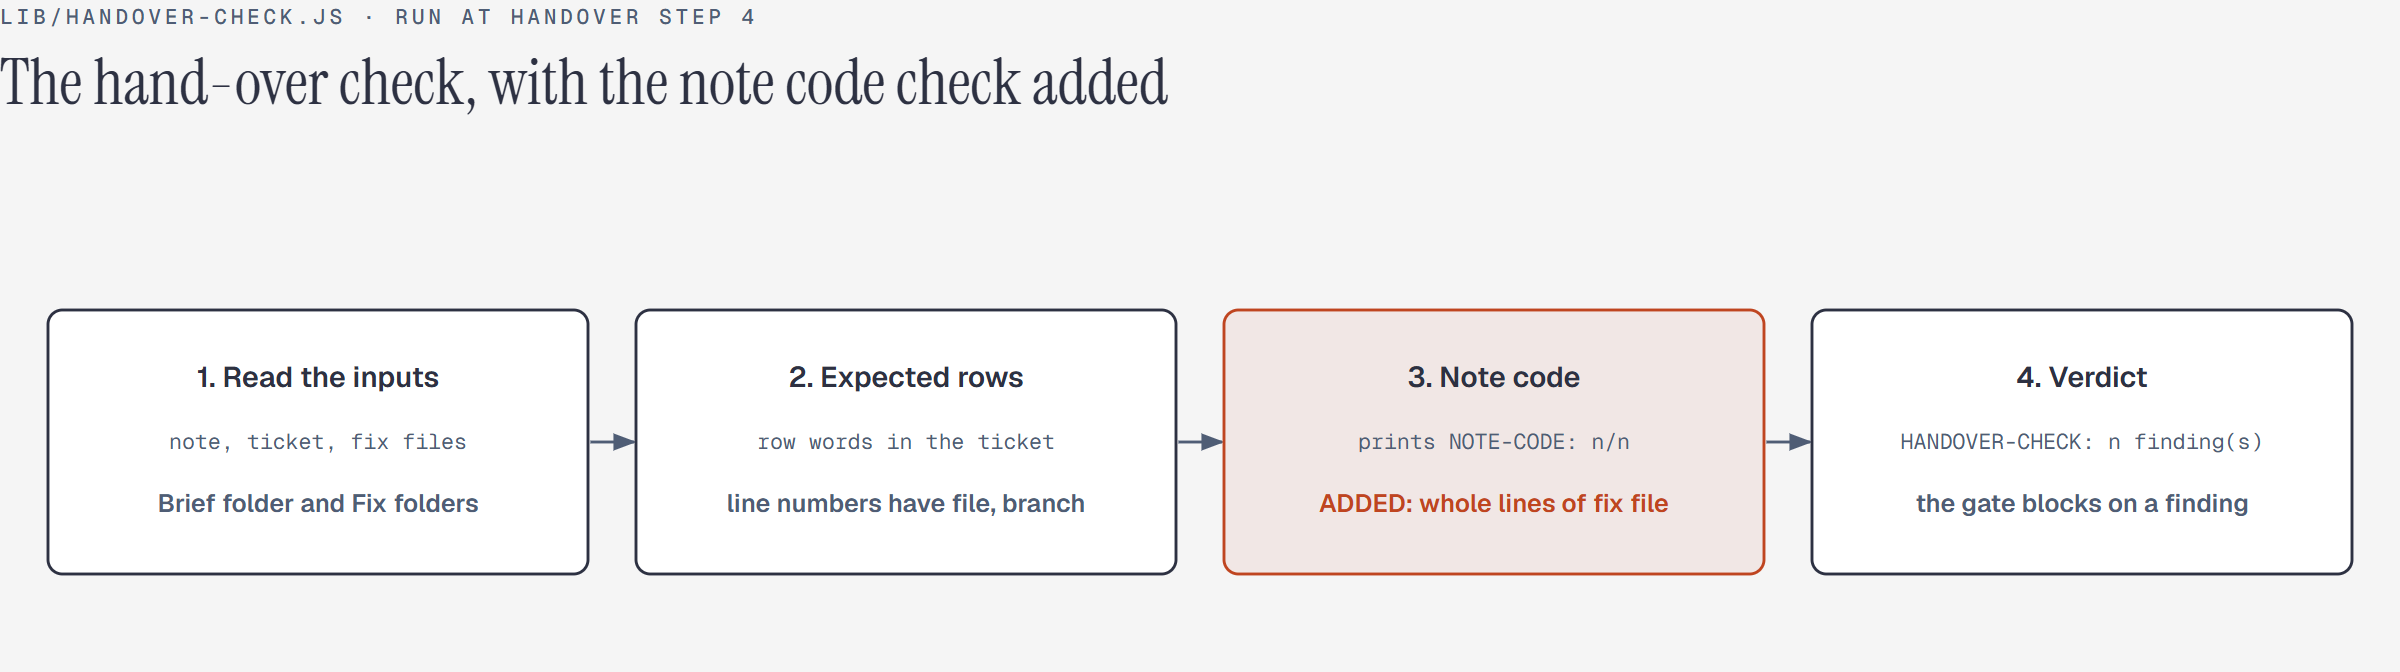 LIB/HANDOVER-CHECK.JS · RUN AT HANDOVER STEP 4
The hand-over check, with the note code check added
1. Read the inputs
note, ticket, fix files
Brief folder and Fix folders
2. Expected rows
row words in the ticket
line numbers have file, branch
3. Note code
prints NOTE-CODE: n/n
ADDED: whole lines of fix file
4. Verdict
HANDOVER-CHECK: n finding(s)
the gate blocks on a finding